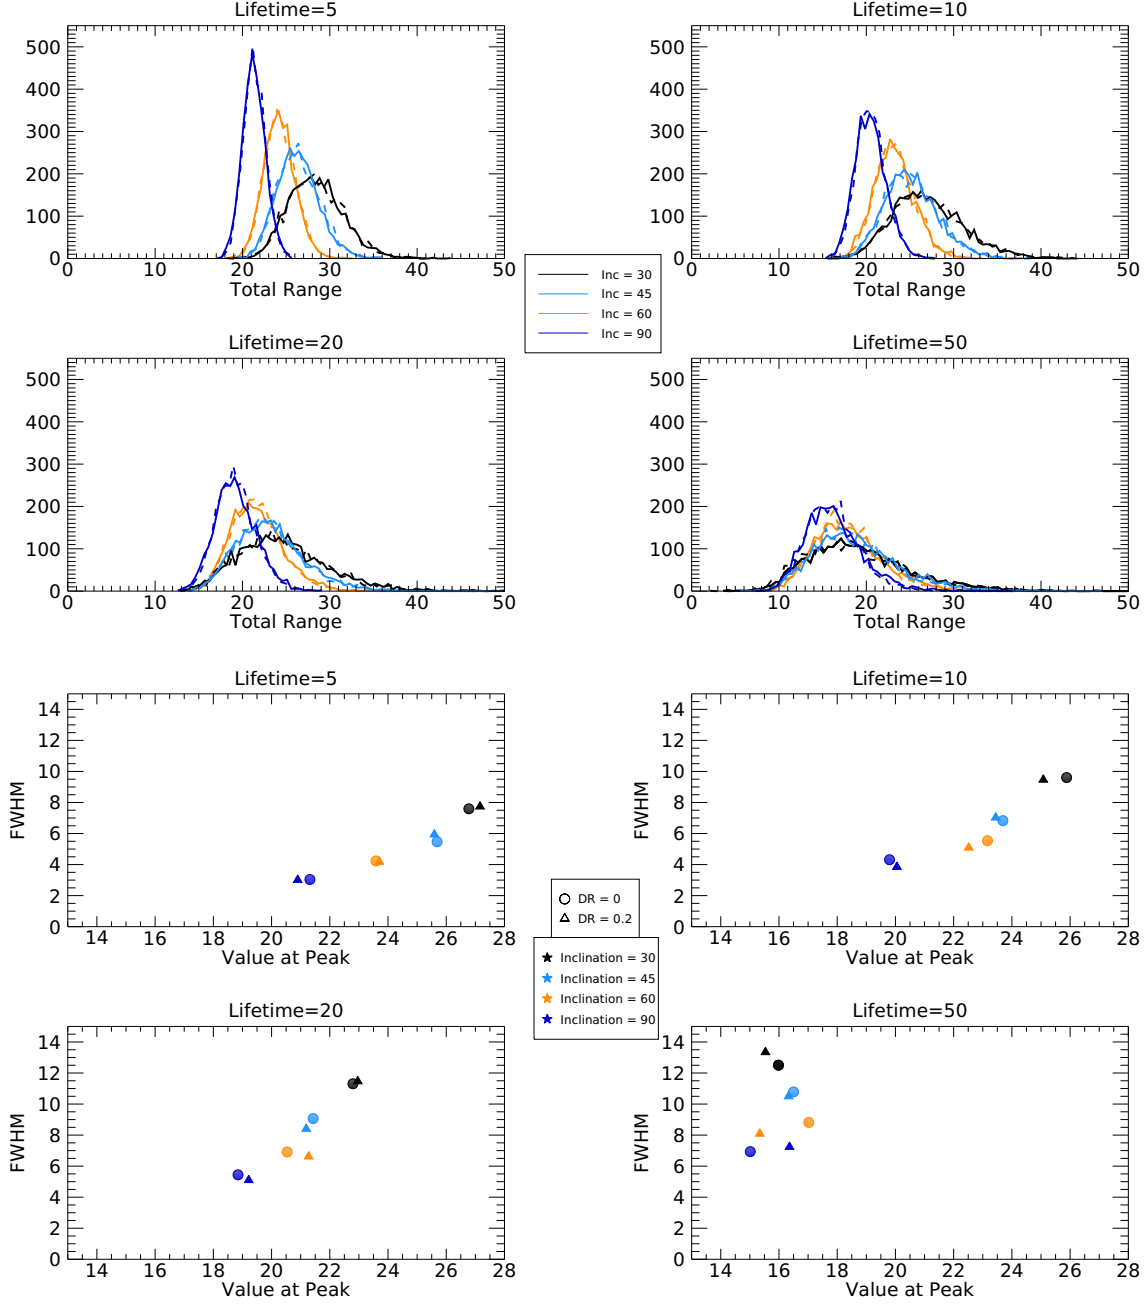 Lifetime=5
Lifetime=10
500
400
300
200
100
0
0 10 20 30 40 50
Total Range
500
400
300
200
100
0
0 10 20 30 40 50
Total Range
Inc = 30
Inc = 45
Inc = 60
Inc = 90
Lifetime=20
Lifetime=50
500
400
300
200
100
0
0 10 20 30 40 50
Total Range
500
400
300
200
100
0
0 10 20 30 40 50
Total Range
Lifetime=5
Lifetime=10
FWHM
14
12
10
8
6
4
2
0
14 16 18 20 22 24 26 28
Value at Peak
FWHM
14
12
10
8
6
4
2
0
14 16 18 20 22 24 26 28
Value at Peak
DR = 0
DR = 0.2
Inclination = 30
Inclination = 45
Inclination = 60
Inclination = 90
Lifetime=20
Lifetime=50
FWHM
14
12
10
8
6
4
2
0
14 16 18 20 22 24 26 28
Value at Peak
FWHM
14
12
10
8
6
4
2
0
14 16 18 20 22 24 26 28
Value at Peak